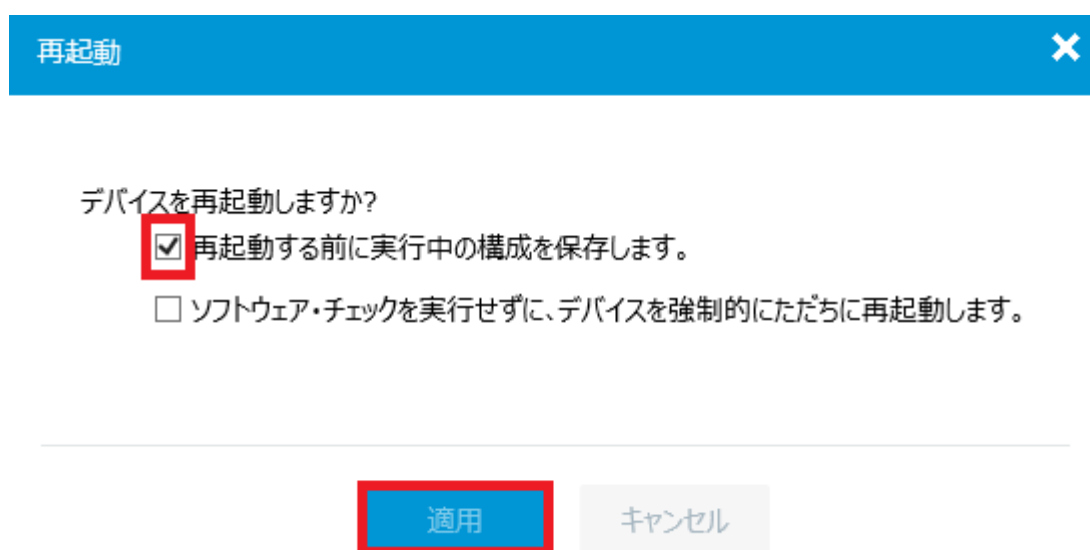 再起動
デバイスを再起動しますか?
再起動する前に実行中の構成を保存します。
ソフトウェア・チェックを実行せずに、デバイスを強制的にただちに再起動します。
適用
キャンセル